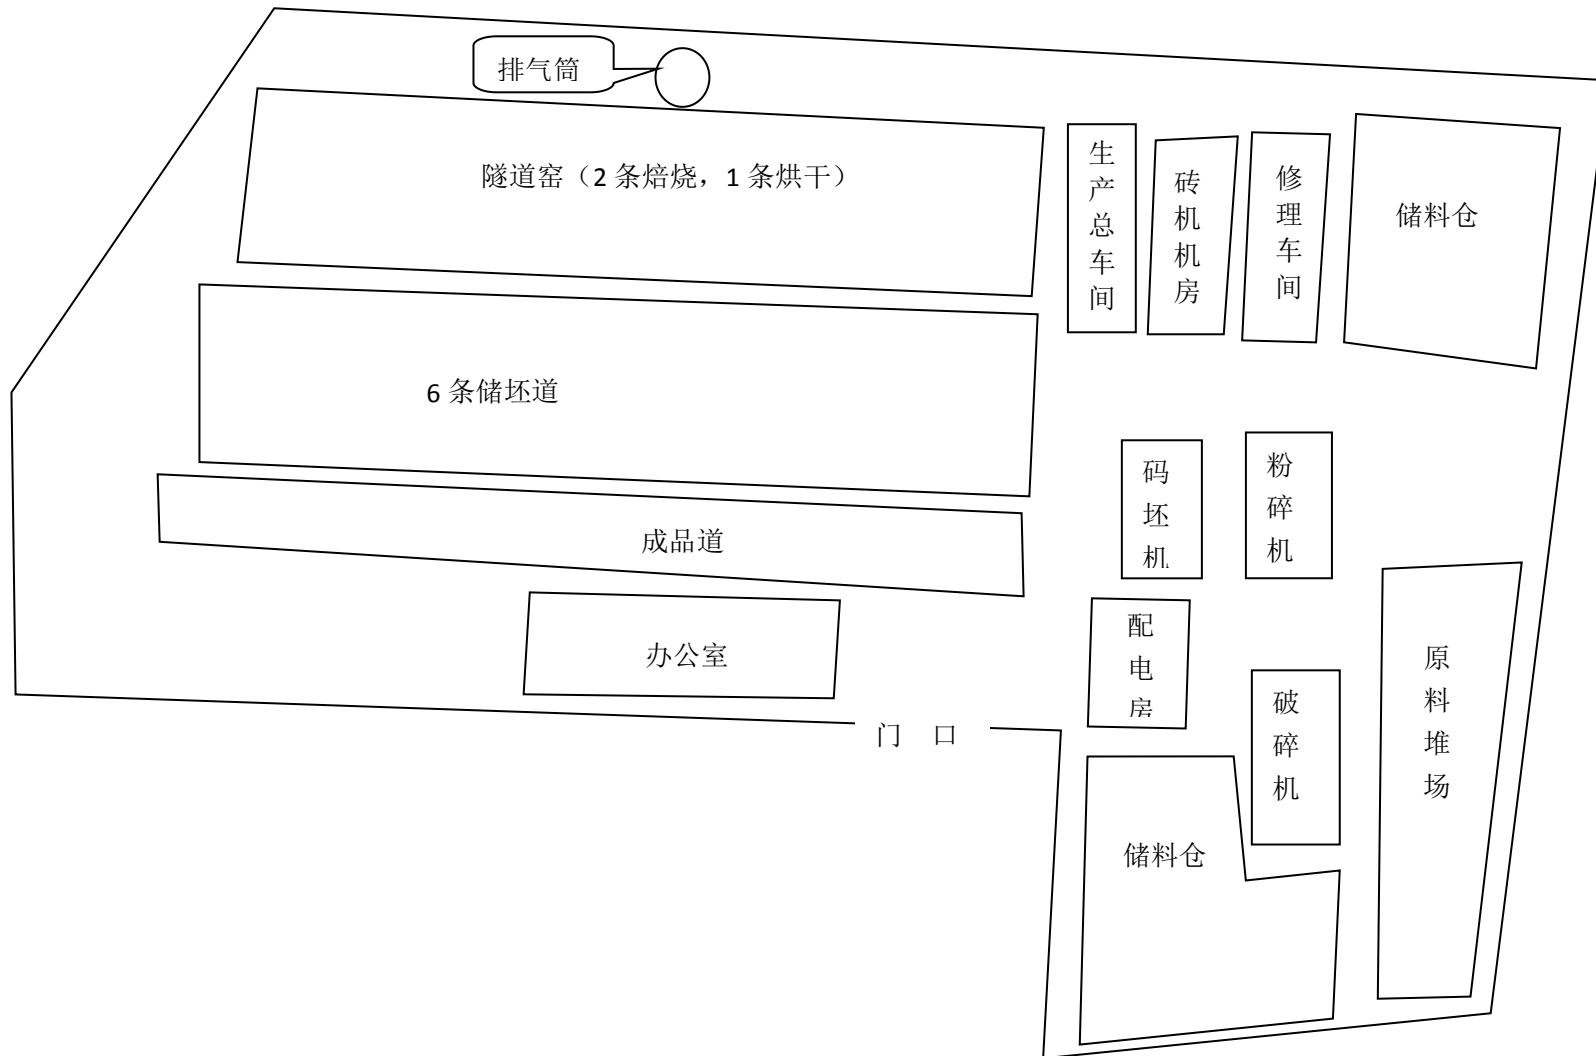 排气筒
隧道窑（2 条焙烧，1 条烘干）
生产总车间
砖机机房
修理车间
储料仓
6 条储坯道
码坯机
粉碎机
成品道
办公室
配电房
原料堆场
破碎机
门 口
储料仓